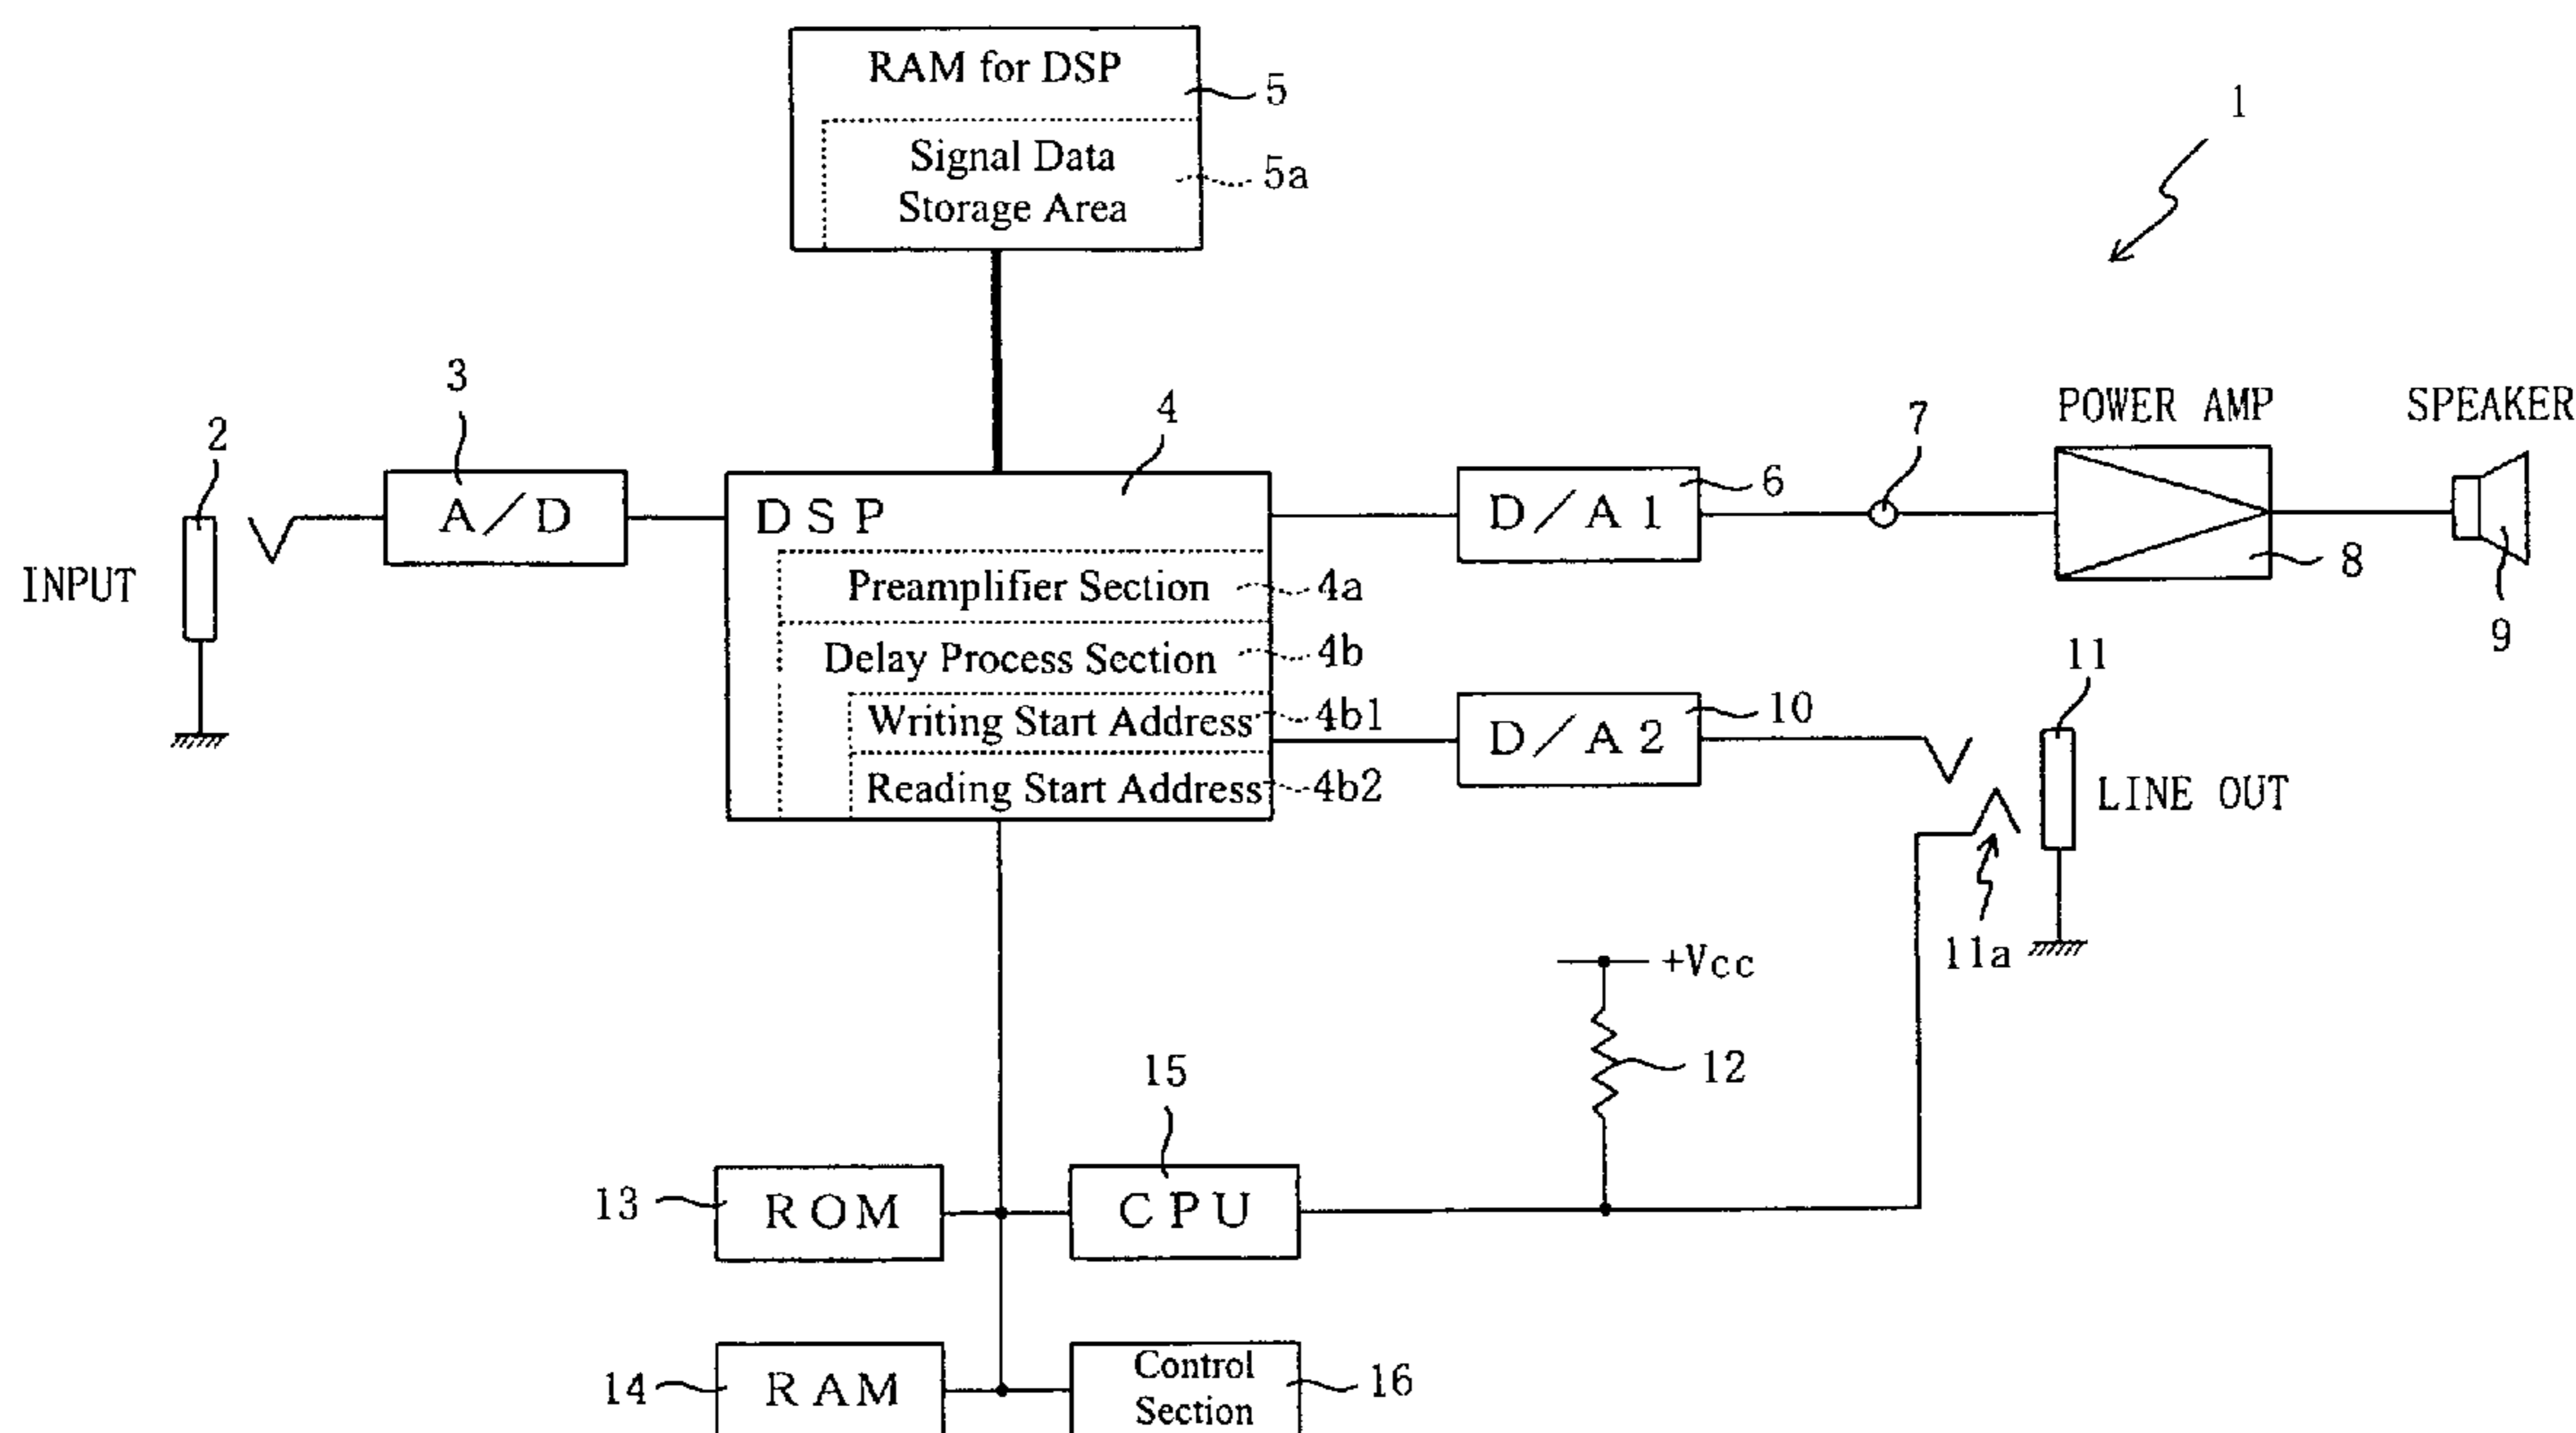 RAM for DSP
5
Signal Data
Storage Area
5a
1
3
4
2
7
POWER AMP
SPEAKER
INPUT
A/D
DSP
D/A1
6
8
9
Preamplifier Section
4a
Delay Process Section
4b
Writing Start Address
4b1
Reading Start Address
4b2
D/A2
10
11
LINE OUT
11a
+Vcc
12
15
13
ROM
CPU
14
RAM
Control
Section
16